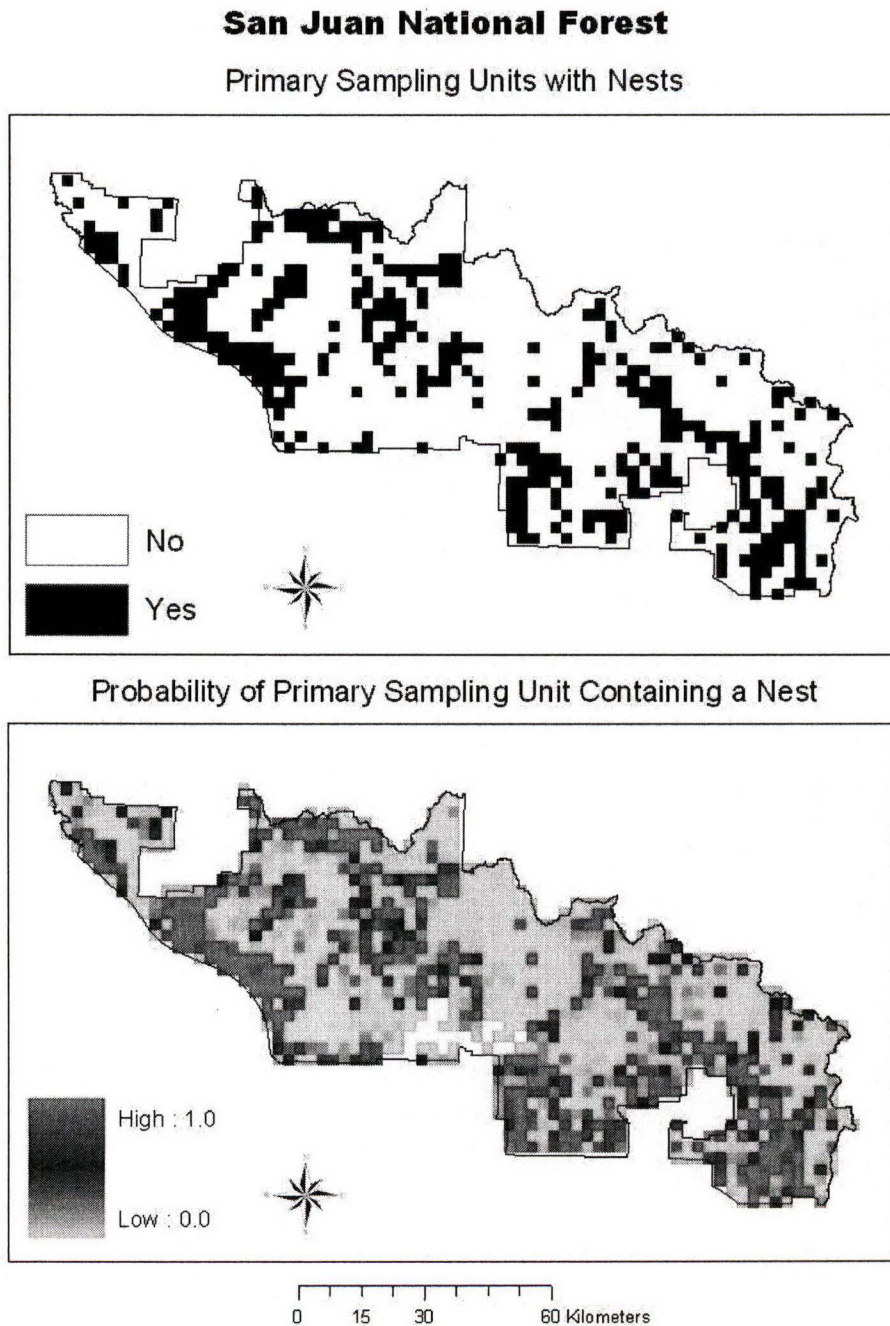 San Juan National Forest
Primary Sampling Units with Nests
No
Yes
Probability of Primary Sampling Unit Containing a Nest
High : 1.0
Low : 0.0
0 15 30 60 Kilometers